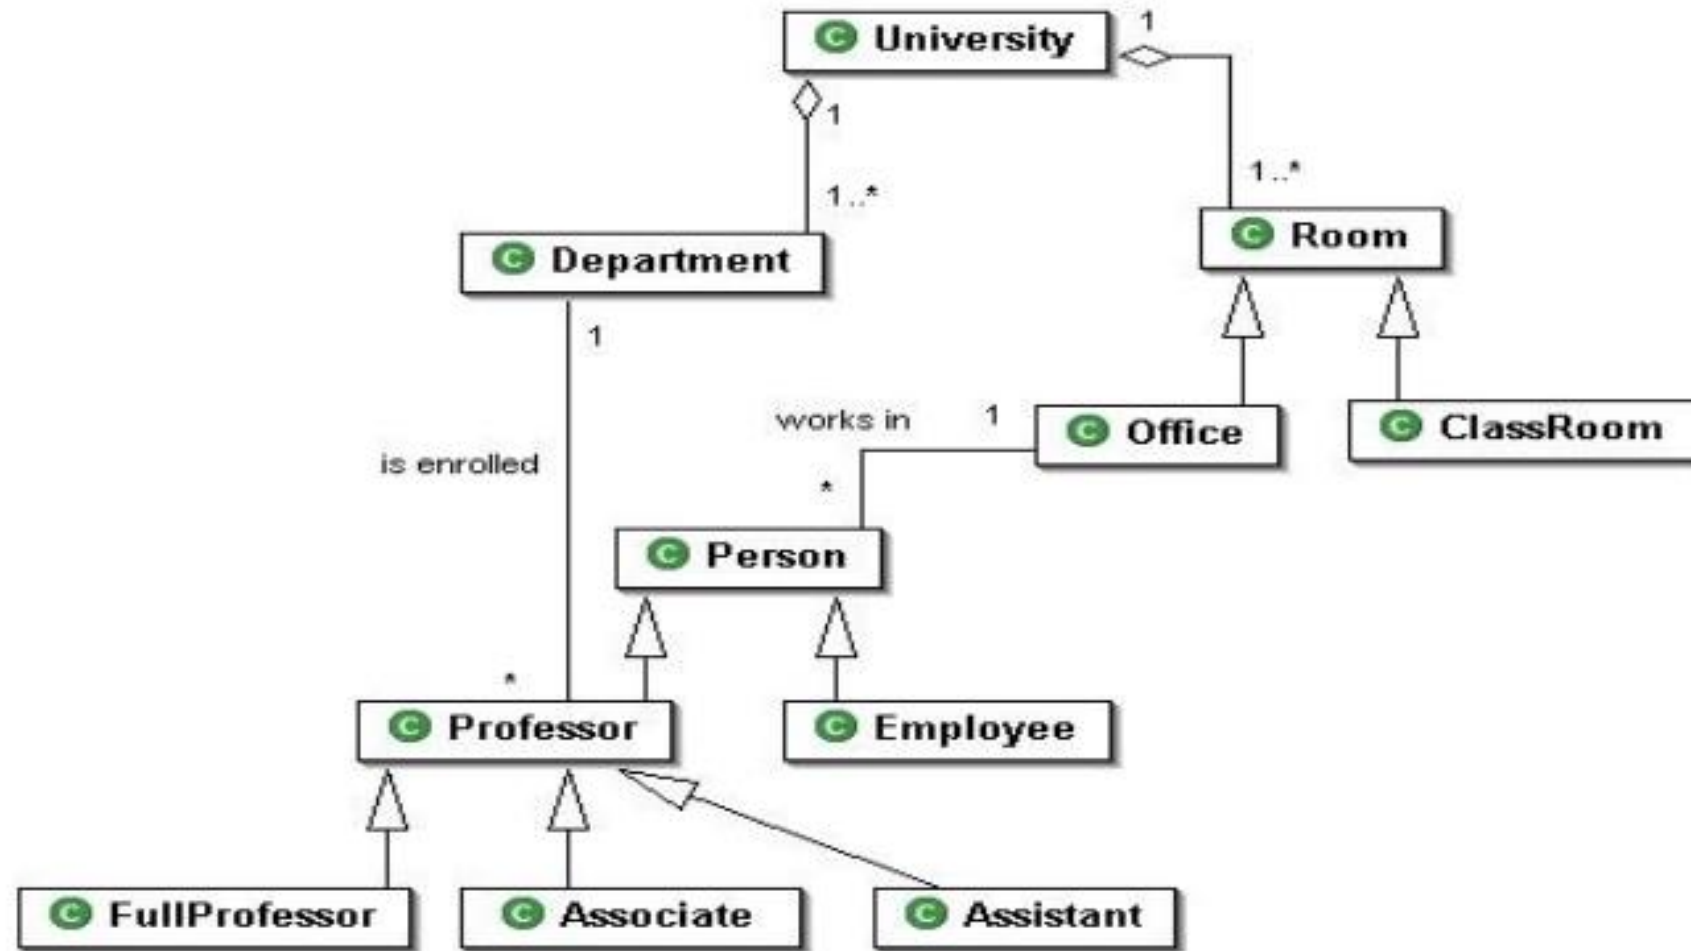 University
1
1
1..*
1..*
Room
Department
1
works in
1
Office
ClassRoom
is enrolled
*
Person
*
Professor
Employee
FullProfessor
Associate
Assistant